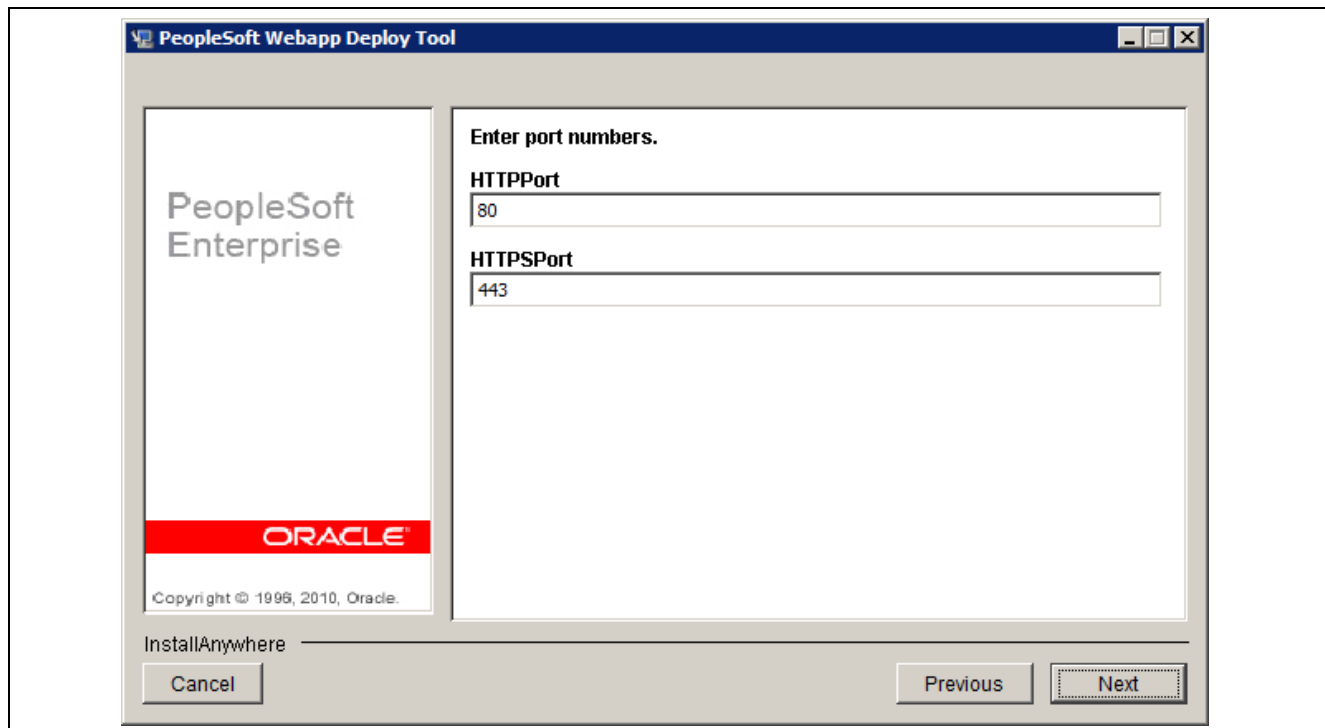 PeopleSoft Webapp Deploy Tool
PeopleSoft
Enterprise
ORACLE
Copyright © 1996, 2010, Oracle.
Enter port numbers.
HTTPPort
80
HTTPSPort
443
InstallAnywhere
Cancel
Previous
Next